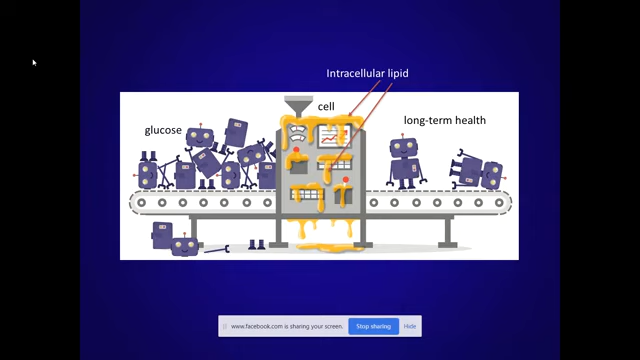 Intracellular lipid
cell
long-term health
glucose
www.facebook.com is sharing your screen.
Stop sharing
Hide